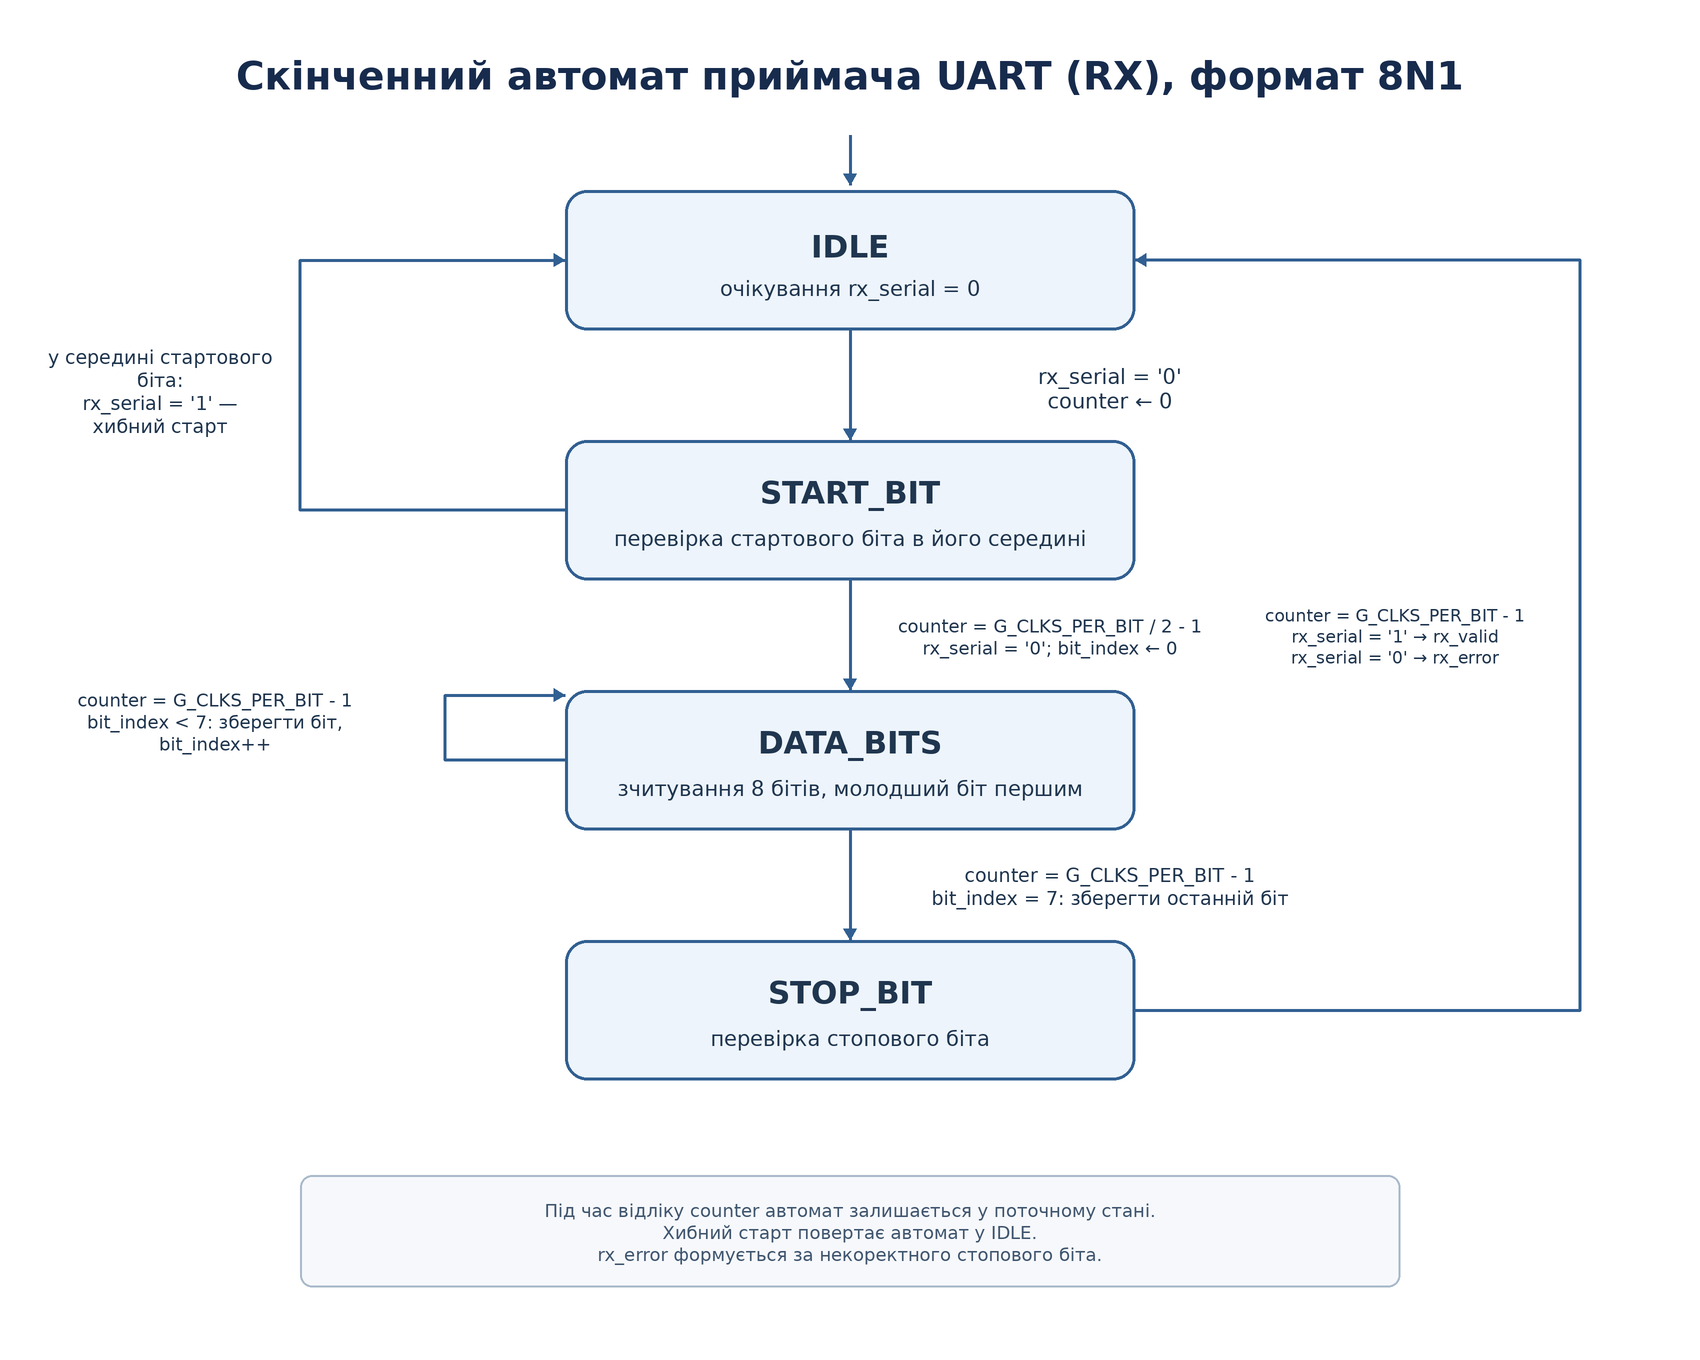 Скінченний автомат приймача UART (RX), формат 8N1
IDLE
очікування rx_serial = 0
у середині стартового
біта:
rx_serial = '1' —
хибний старт
rx_serial = '0'
counter ← 0
START_BIT
перевірка стартового біта в його середині
counter = G_CLKS_PER_BIT / 2 - 1
rx_serial = '0'; bit_index ← 0
counter = G_CLKS_PER_BIT - 1
rx_serial = '1' → rx_valid
rx_serial = '0' → rx_error
counter = G_CLKS_PER_BIT - 1
bit_index < 7: зберегти біт,
bit_index++
DATA_BITS
зчитування 8 бітів, молодший біт першим
counter = G_CLKS_PER_BIT - 1
bit_index = 7: зберегти останній біт
STOP_BIT
перевірка стопового біта
Під час відліку counter автомат залишається у поточному стані.
Хибний старт повертає автомат у IDLE.
rx_error формується за некоректного стопового біта.